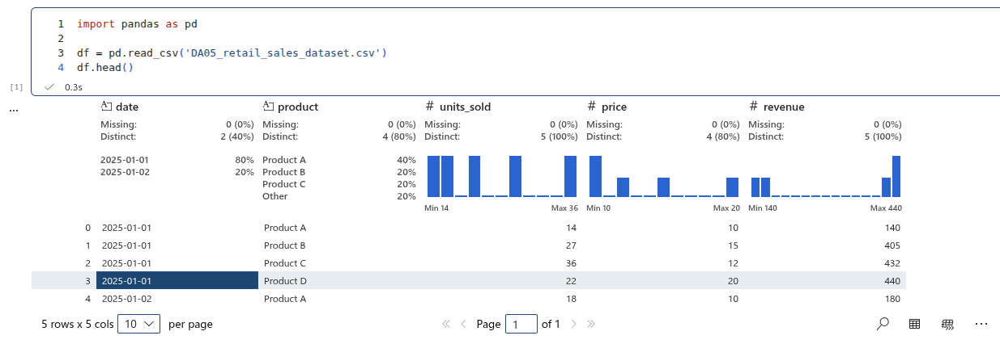 1 import pandas as pd
2
3 df = pd.read_csv('DA05_retail_sales_dataset.csv')
4 df.head()
[1] 0.3s
... date product # units_sold # price # revenue
Missing: 0 (0%) Missing: 0 (0%) Missing: 0 (0%) Missing: 0 (0%) Missing: 0 (0%)
Distinct: 2 (40%) Distinct: 4 (80%) Distinct: 5 (100%) Distinct: 4 (80%) Distinct: 5 (100%)
2025-01-01 80% Product A 40%
2025-01-02 20% Product B 20%
Product C 20%
Other 20%
Min 14 Max 36 Min 10 Max 20 Min 140 Max 440
0 2025-01-01 Product A 14 10 140
1 2025-01-01 Product B 27 15 405
2 2025-01-01 Product C 36 12 432
3 2025-01-01 Product D 22 20 440
4 2025-01-02 Product A 18 10 180
5 rows x 5 cols 10 per page Page 1 of 1 ...